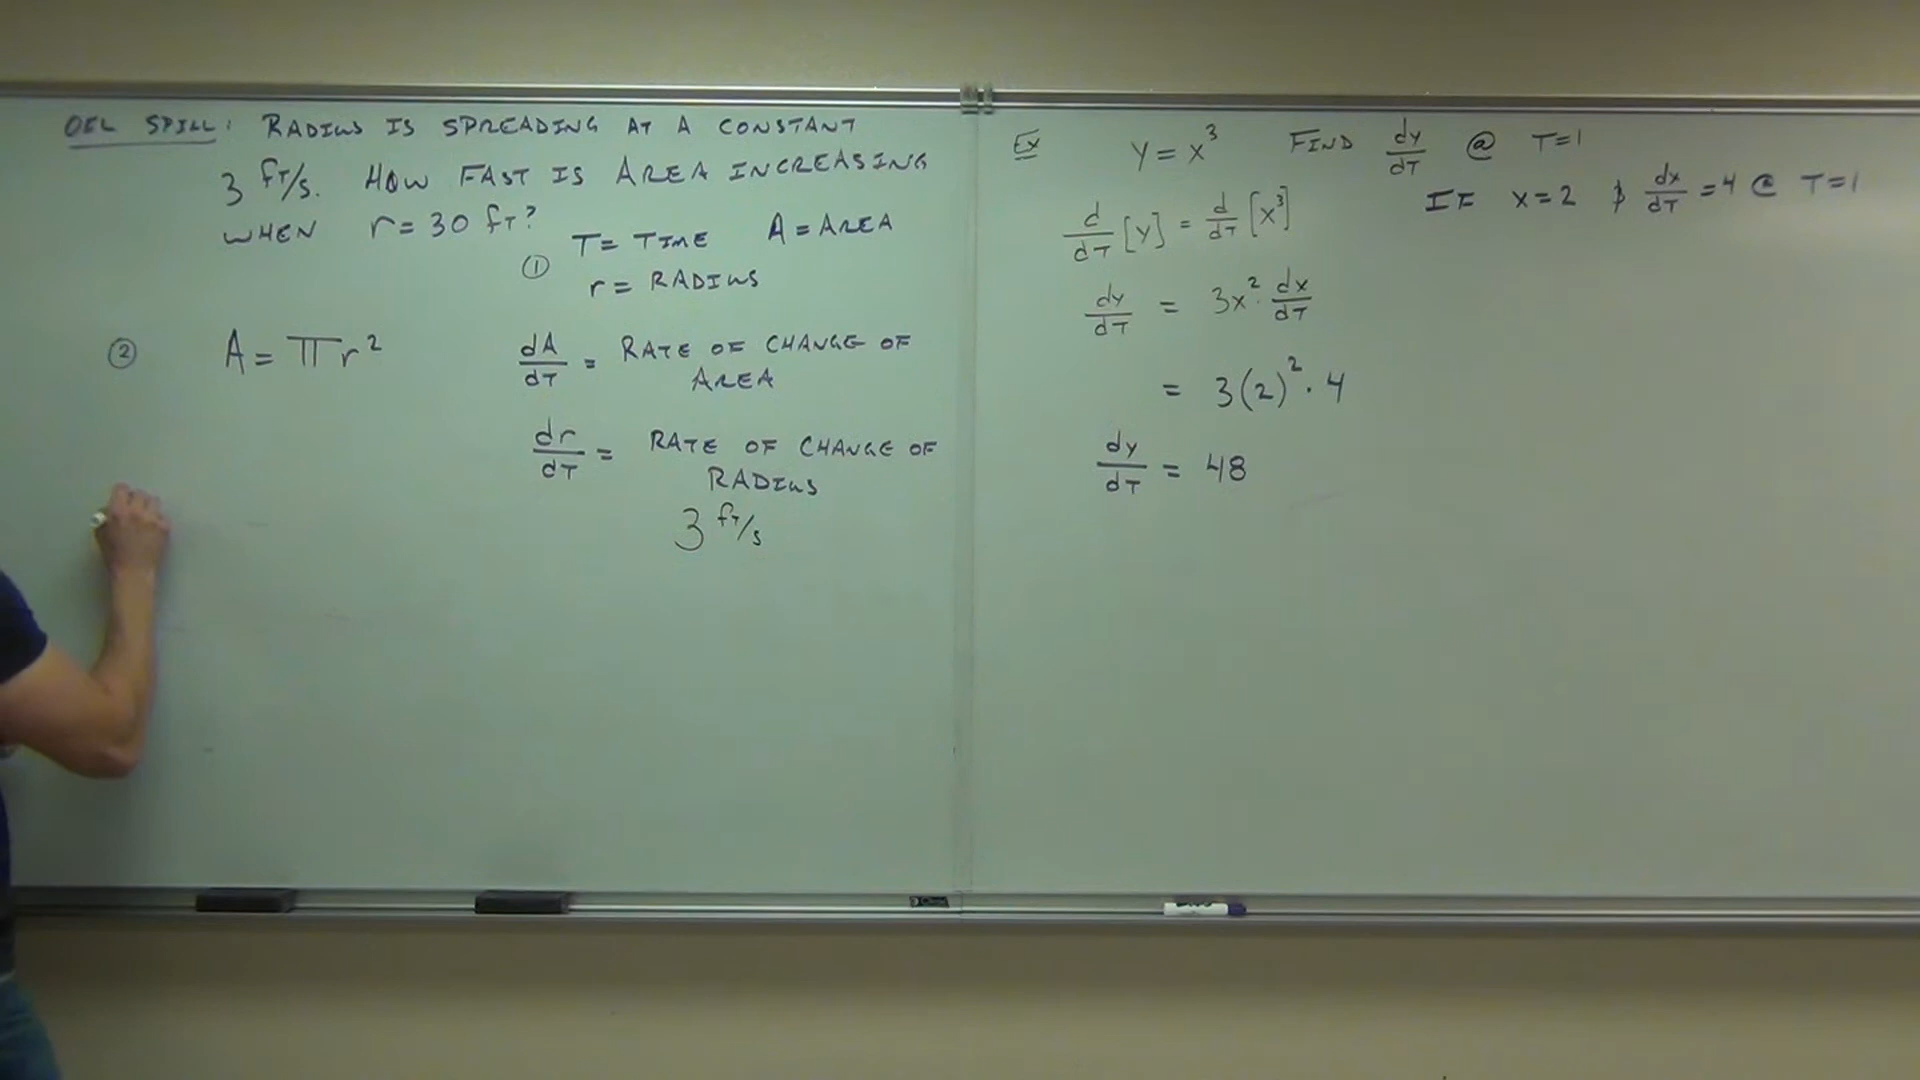 OIL SPILL: RADIUS IS SPREADING AT A CONSTANT
3 FT/S. HOW FAST IS AREA INCREASING
WHEN r = 30 FT?
① T = TIME A = AREA
r = RADIUS
② A = πr²
dA/dT = RATE OF CHANGE OF
AREA
dr/dT = RATE OF CHANGE OF
RADIUS
3 FT/S
Ex y = x³ FIND dy/dT @ T=1
IF x=2 & dx/dT = 4 @ T=1
d/dT [y] = d/dT [x³]
dy/dT = 3x² · dx/dT
= 3(2)² · 4
dy/dT = 48